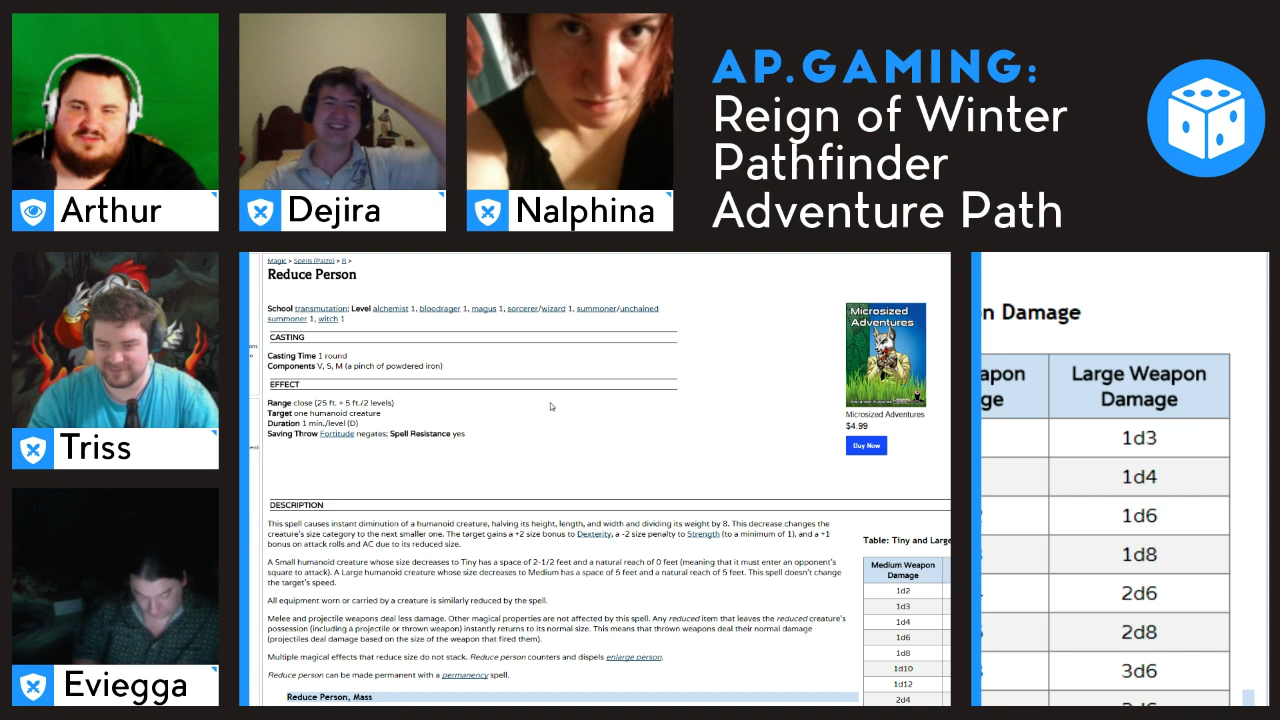 AP.GAMING:
Reign of Winter
Pathfinder
Adventure Path
Arthur
Dejira
Nalphina
Triss
Eviegga
Magic > Spells (Paizo) > R >
Reduce Person
School transmutation; Level alchemist 1, bloodrager 1, magus 1, sorcerer/wizard 1, summoner/unchained
summoner 1, witch 1
CASTING
Casting Time 1 round
Components V, S, M (a pinch of powdered iron)
EFFECT
Range close (25 ft. + 5 ft./2 levels)
Target one humanoid creature
Duration 1 min./level (D)
Saving Throw Fortitude negates; Spell Resistance yes
Microsized
Adventures
Microsized Adventures
$4.99
Buy Now
DESCRIPTION
This spell causes instant diminution of a humanoid creature, halving its height, length, and width and dividing its weight by 8. This decrease changes the
creature's size category to the next smaller one. The target gains a +2 size bonus to Dexterity, a -2 size penalty to Strength (to a minimum of 1), and a +1
bonus on attack rolls and AC due to its reduced size.
A Small humanoid creature whose size decreases to Tiny has a space of 2-1/2 feet and a natural reach of 0 feet (meaning that it must enter an opponent's
square to attack). A Large humanoid creature whose size decreases to Medium has a space of 5 feet and a natural reach of 5 feet. This spell doesn't change
the target's speed.
All equipment worn or carried by a creature is similarly reduced by the spell.
Melee and projectile weapons deal less damage. Other magical properties are not affected by this spell. Any reduced item that leaves the reduced creature's
possession (including a projectile or thrown weapon) instantly returns to its normal size. This means that thrown weapons deal their normal damage
(projectiles deal damage based on the size of the weapon that fired them).
Multiple magical effects that reduce size do not stack. Reduce person counters and dispels enlarge person.
Reduce person can be made permanent with a permanency spell.
Reduce Person, Mass
Table: Tiny and Large
Medium Weapon
Damage
1d2
1d3
1d4
1d6
1d8
1d10
1d12
2d4
n Damage
apon
ge
Large Weapon
Damage
1d3
1d4
1d6
1d8
2d6
2d8
3d6